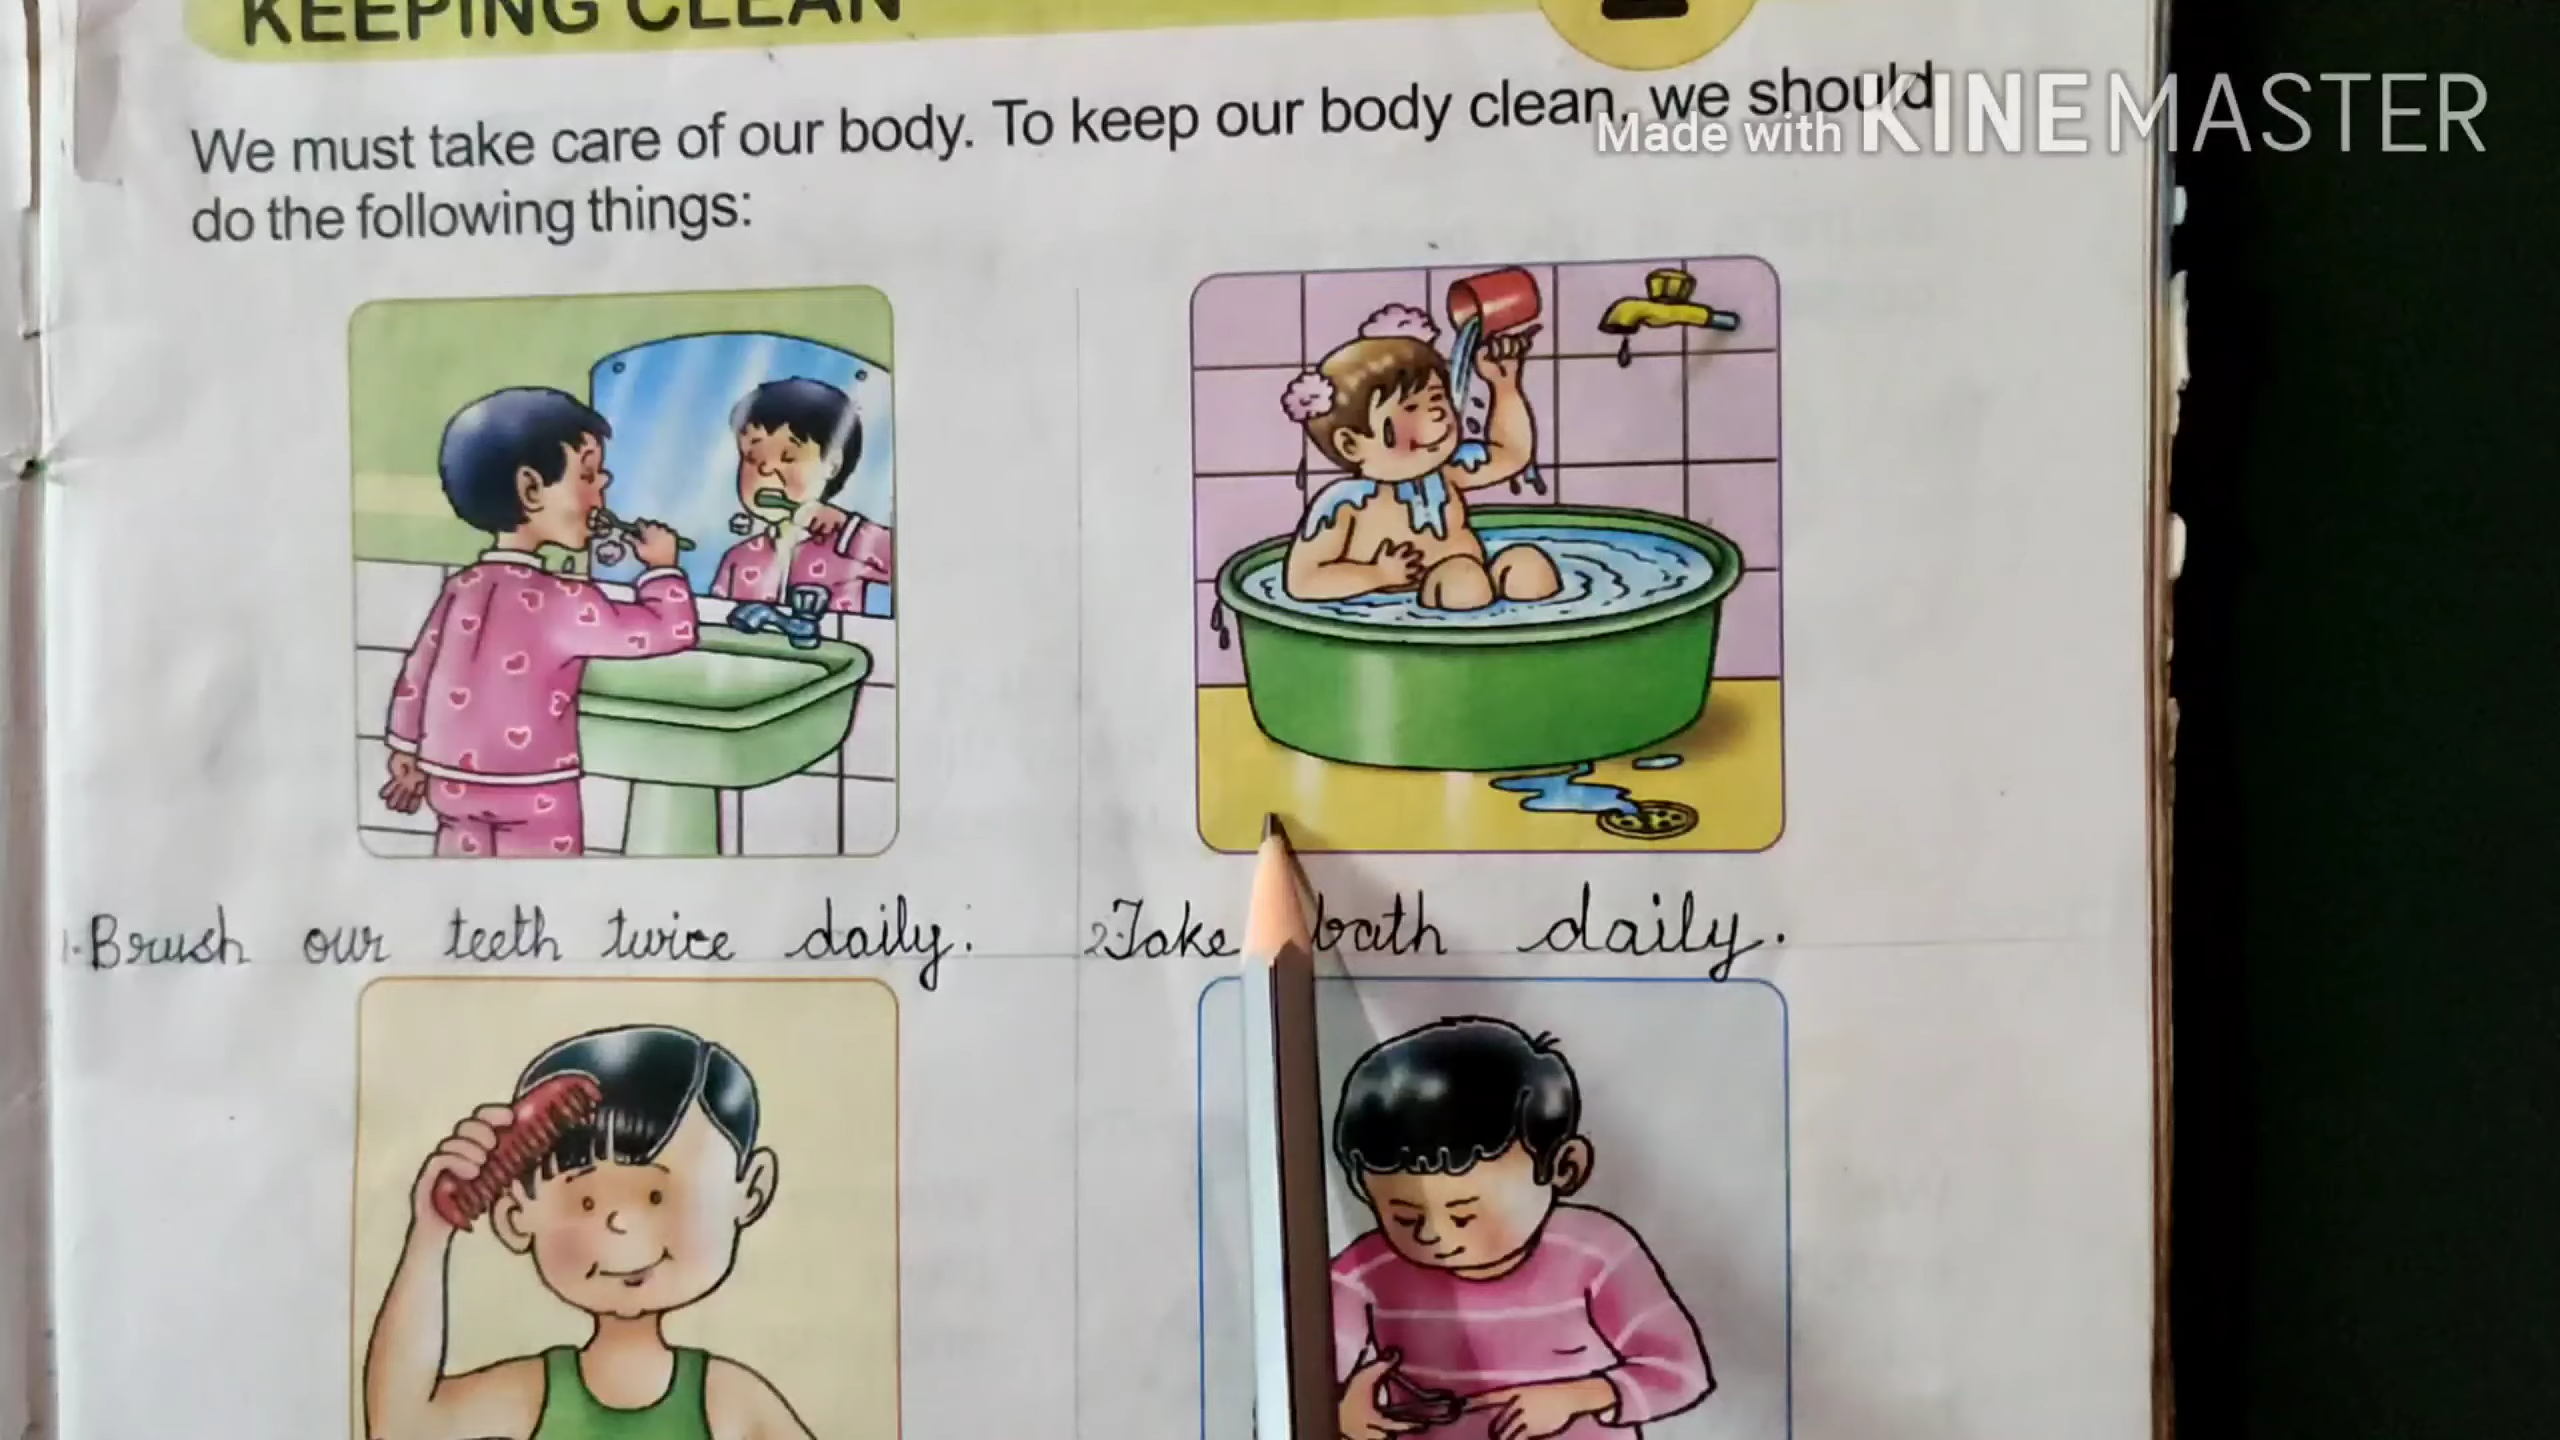 KEEPING CLEAN
We must take care of our body. To keep our body clean, we should
do the following things:
Made with KINEMASTER
1. Brush our teeth twice daily.
2. Take bath daily.